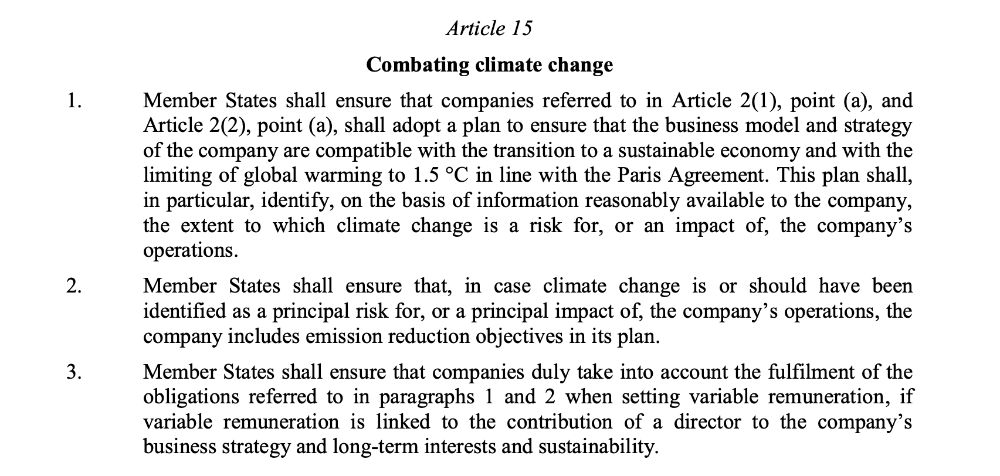 Article 15
Combating climate change
1. Member States shall ensure that companies referred to in Article 2(1), point (a), and
Article 2(2), point (a), shall adopt a plan to ensure that the business model and strategy
of the company are compatible with the transition to a sustainable economy and with the
limiting of global warming to 1.5 °C in line with the Paris Agreement. This plan shall,
in particular, identify, on the basis of information reasonably available to the company,
the extent to which climate change is a risk for, or an impact of, the company’s
operations.
2. Member States shall ensure that, in case climate change is or should have been
identified as a principal risk for, or a principal impact of, the company’s operations, the
company includes emission reduction objectives in its plan.
3. Member States shall ensure that companies duly take into account the fulfilment of the
obligations referred to in paragraphs 1 and 2 when setting variable remuneration, if
variable remuneration is linked to the contribution of a director to the company’s
business strategy and long-term interests and sustainability.